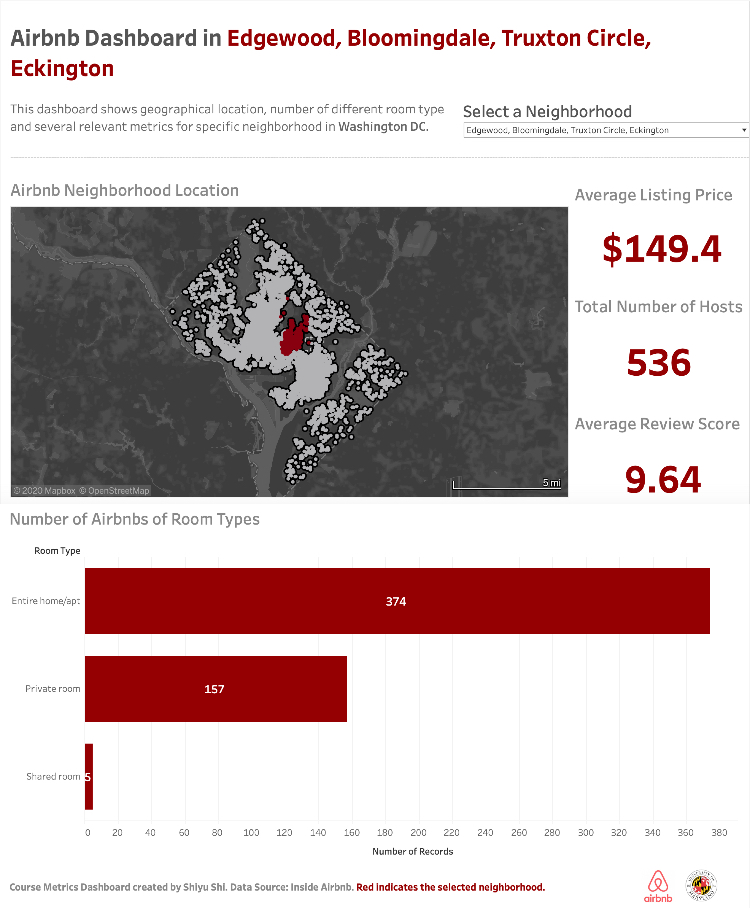 Airbnb Dashboard in Edgewood, Bloomingdale, Truxton Circle,
Eckington
This dashboard shows geographical location, number of different room type
and several relevant metrics for specific neighborhood in Washington DC.
Select a Neighborhood
Edgewood, Bloomingdale, Truxton Circle, Eckington
Airbnb Neighborhood Location
© 2020 Mapbox © OpenStreetMap
5 mi
Average Listing Price
$149.4
Total Number of Hosts
536
Average Review Score
9.64
Number of Airbnbs of Room Types
Room Type
Entire home/apt
374
Private room
157
Shared room
5
0 20 40 60 80 100 120 140 160 180 200 220 240 260 280 300 320 340 360 380
Number of Records
Course Metrics Dashboard created by Shiyu Shi. Data Source: Inside Airbnb. Red indicates the selected neighborhood.
airbnb